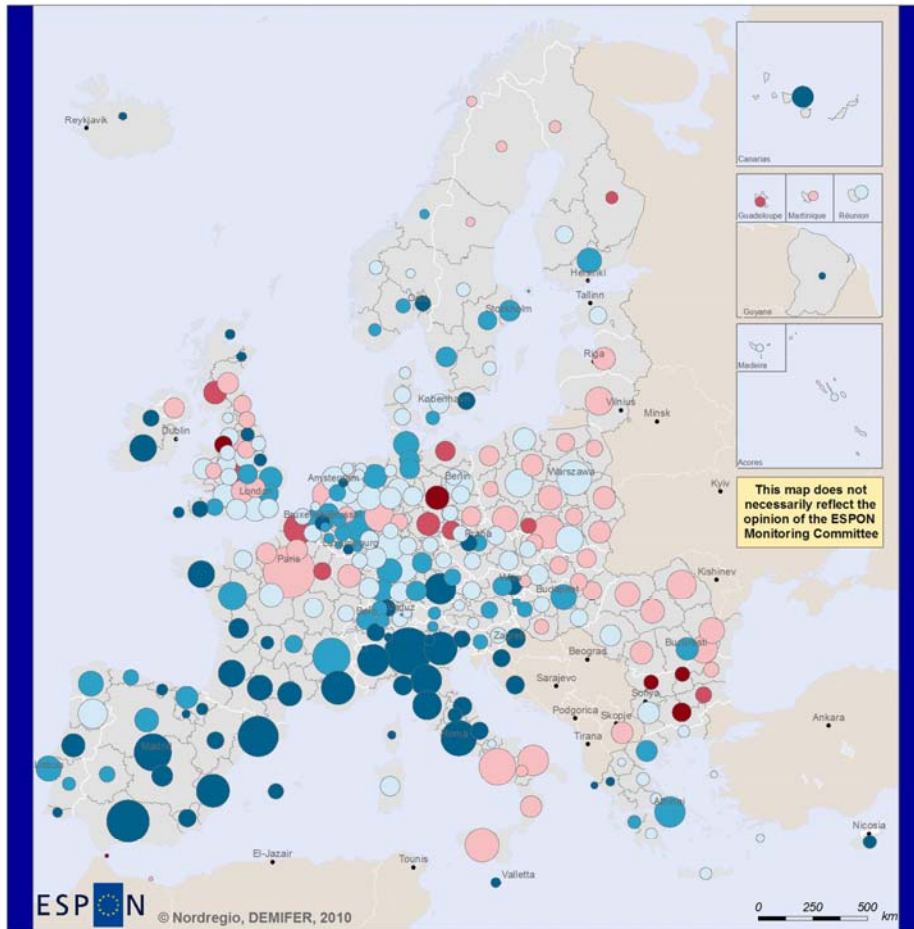 Reykjavik
Canarias
Guadeloupe
Martinique
Réunion
Helsinki
Tallinn
Guyane
Oslo
Stockholm
Riga
Madeira
København
Vilnius
Minsk
Dublin
Acores
Berlin
Amsterdam
Warszawa
London
Kyiv
This map does not
necessarily reflect the
opinion of the ESPON
Monitoring Committee
Praha
Paris
Kishinev
Budapest
Zagreb
Bucuresti
Beograd
Sarajevo
Sofiya
Podgorica
Skopje
Ankara
Roma
Tirana
Madrid
Lisboa
Athinai
Nicosia
El-Jazair
Tounis
Valletta
ESPON
© Nordregio, DEMIFER, 2010
0 250 500
km